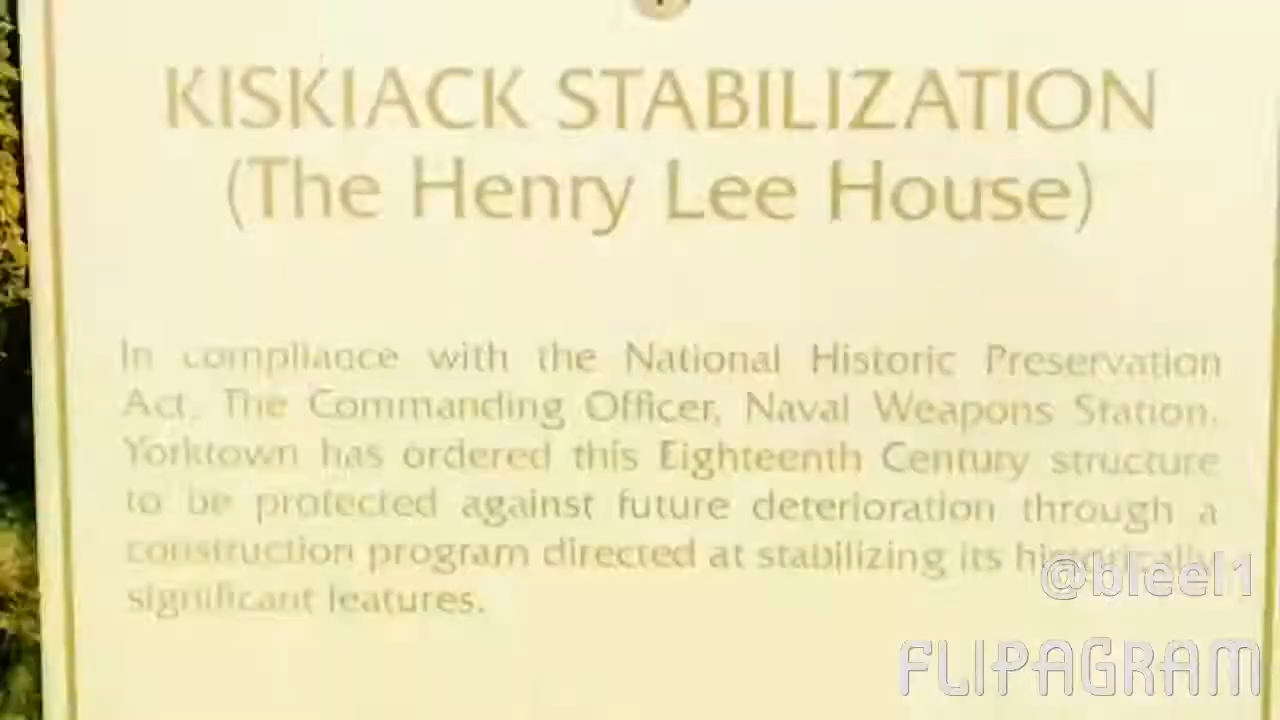 KISKIACK STABILIZATION
(The Henry Lee House)
In compliance with the National Historic Preservation
Act, The Commanding Officer, Naval Weapons Station,
Yorktown has ordered this Eighteenth Century structure
to be protected against future deterioration through a
construction program directed at stabilizing its historically
significant features.
@bleel1
FLIPAGRAM